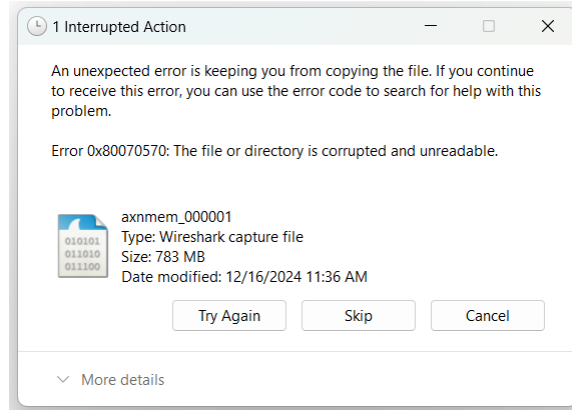 1 Interrupted Action
An unexpected error is keeping you from copying the file. If you continue
to receive this error, you can use the error code to search for help with this
problem.
Error 0x80070570: The file or directory is corrupted and unreadable.
axnmem_000001
Type: Wireshark capture file
Size: 783 MB
Date modified: 12/16/2024 11:36 AM
010101
011010
011100
Try Again
Skip
Cancel
More details